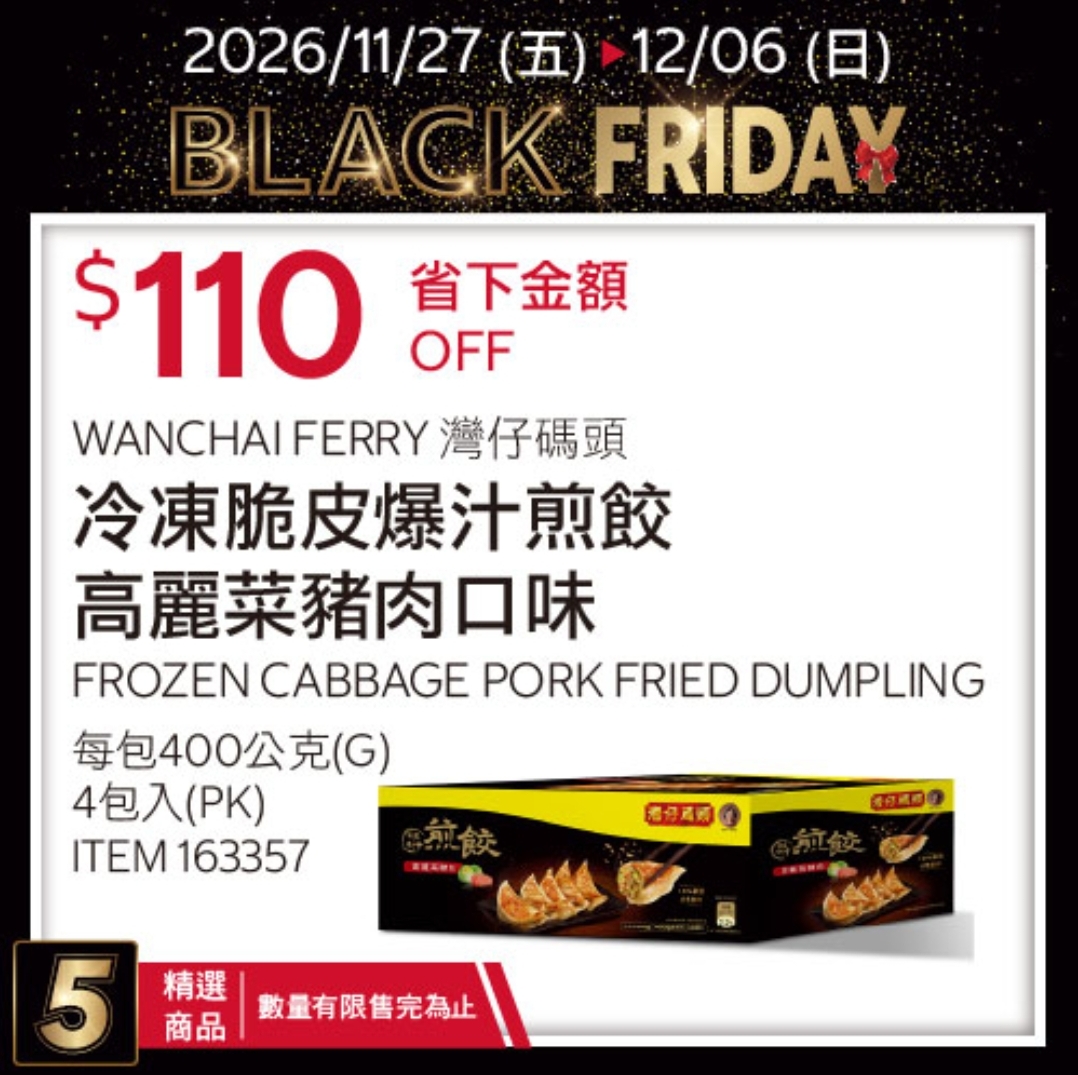 2026/11/27 (五) ▶ 12/06 (日)
BLACK FRIDAY
$110 省下金額
OFF
WANCHAI FERRY 灣仔碼頭
冷凍脆皮爆汁煎餃
高麗菜豬肉口味
FROZEN CABBAGE PORK FRIED DUMPLING
每包400公克(G)
4包入(PK)
ITEM 163357
灣仔碼頭
灣仔碼頭
煎餃
煎餃
5
精選
商品
數量有限售完為止